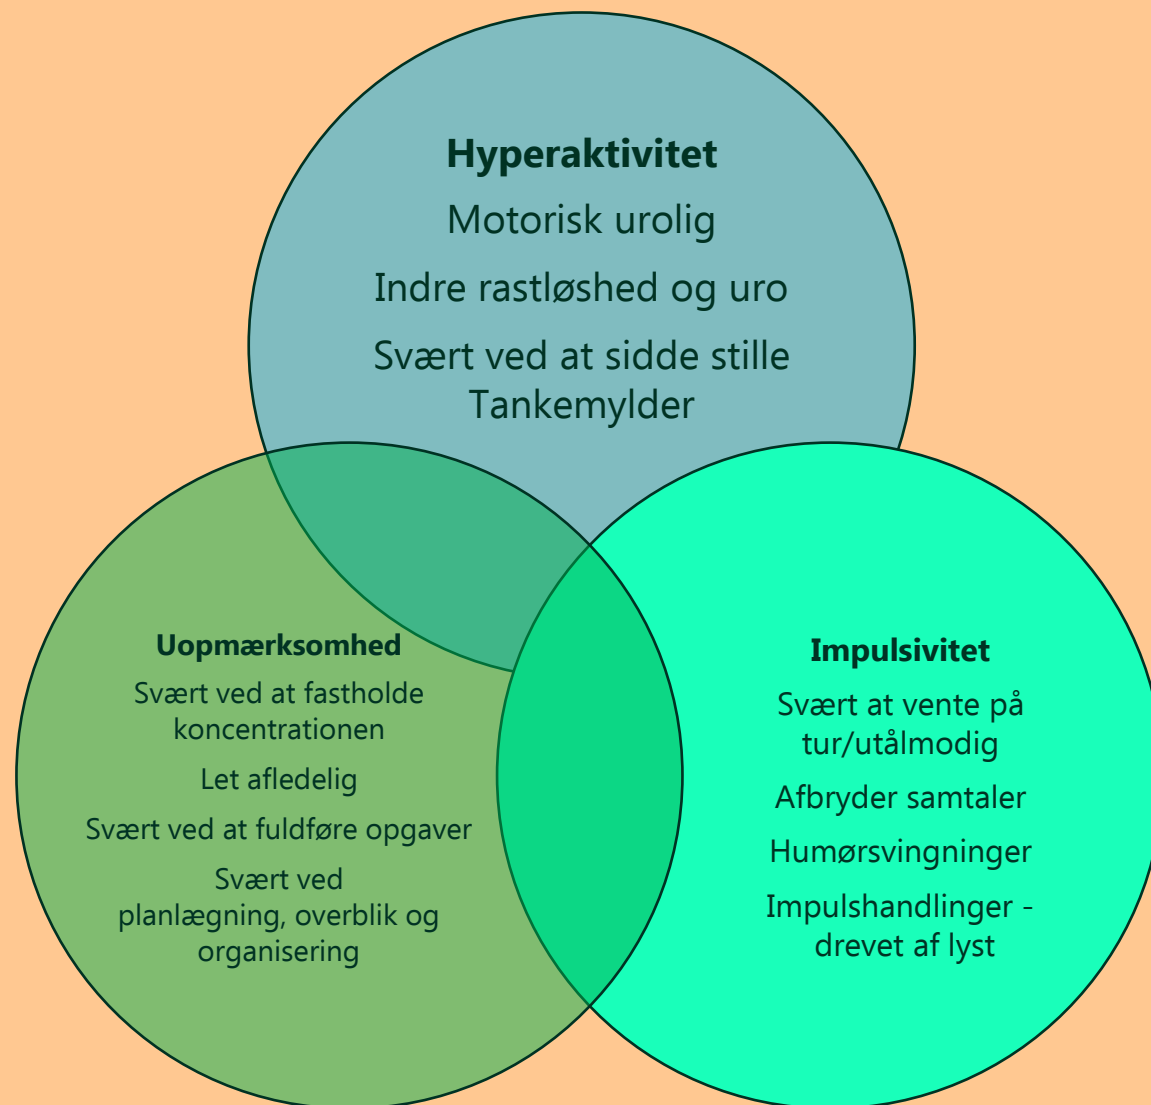 Hyperaktivitet
Motorisk urolig
Indre rastløshed og uro
Svært ved at sidde stille
Tankemylder
Uopmærksomhed
Svært ved at fastholde
koncentrationen
Let afledelig
Svært ved at fuldføre opgaver
Svært ved
planlægning, overblik og
organisering
Impulsivitet
Svært at vente på
tur/utålmodig
Afbryder samtaler
Humørsvingninger
Impulshandlinger -
drevet af lyst